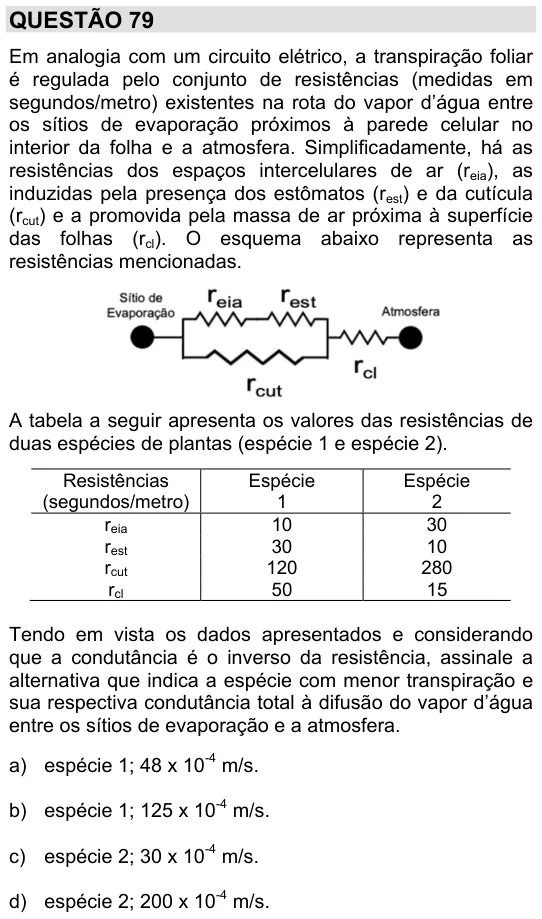 QUESTÃO 79
Em analogia com um circuito elétrico, a transpiração foliar
é regulada pelo conjunto de resistências (medidas em
segundos/metro) existentes na rota do vapor d'água entre
os sítios de evaporação próximos à parede celular no
interior da folha e a atmosfera. Simplificadamente, há as
resistências dos espaços intercelulares de ar (reia), as
induzidas pela presença dos estômatos (rest) e da cutícula
(rcut) e a promovida pela massa de ar próxima à superfície
das folhas (rcl). O esquema abaixo representa as
resistências mencionadas.
Sítio de
Evaporação
reia
rest
Atmosfera
rcl
rcut
A tabela a seguir apresenta os valores das resistências de
duas espécies de plantas (espécie 1 e espécie 2).
Resistências Espécie Espécie
(segundos/metro) 1 2
reia 10 30
rest 30 10
rcut 120 280
rcl 50 15
Tendo em vista os dados apresentados e considerando
que a condutância é o inverso da resistência, assinale a
alternativa que indica a espécie com menor transpiração e
sua respectiva condutância total à difusão do vapor d'água
entre os sítios de evaporação e a atmosfera.
a) espécie 1; 48 x 10⁻⁴ m/s.
b) espécie 1; 125 x 10⁻⁴ m/s.
c) espécie 2; 30 x 10⁻⁴ m/s.
d) espécie 2; 200 x 10⁻⁴ m/s.